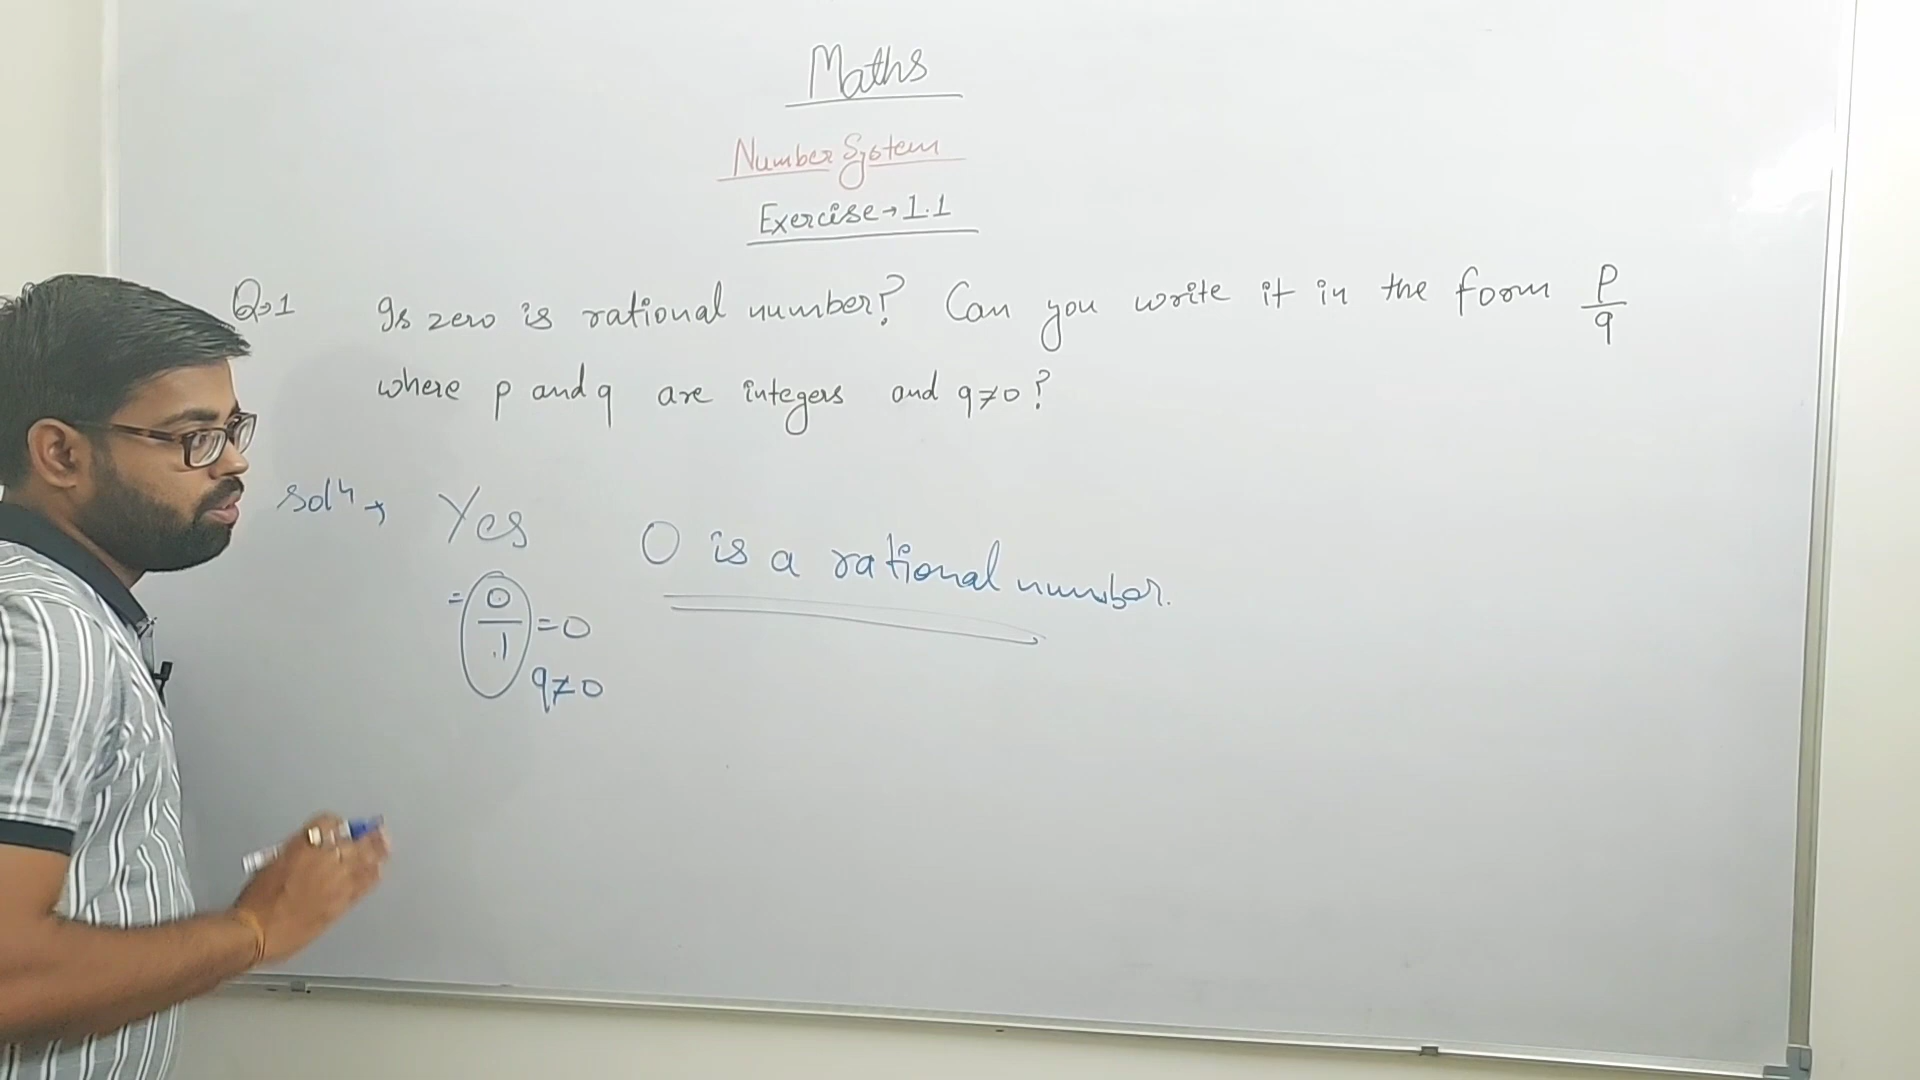 Maths
Number System
Exercise → 1.1
Q→1 Is zero is rational number? Can you write it in the form p/q
where p and q are integers and q≠0?
Solⁿ → Yes 0 is a rational number.
= 0/1 = 0
q≠0